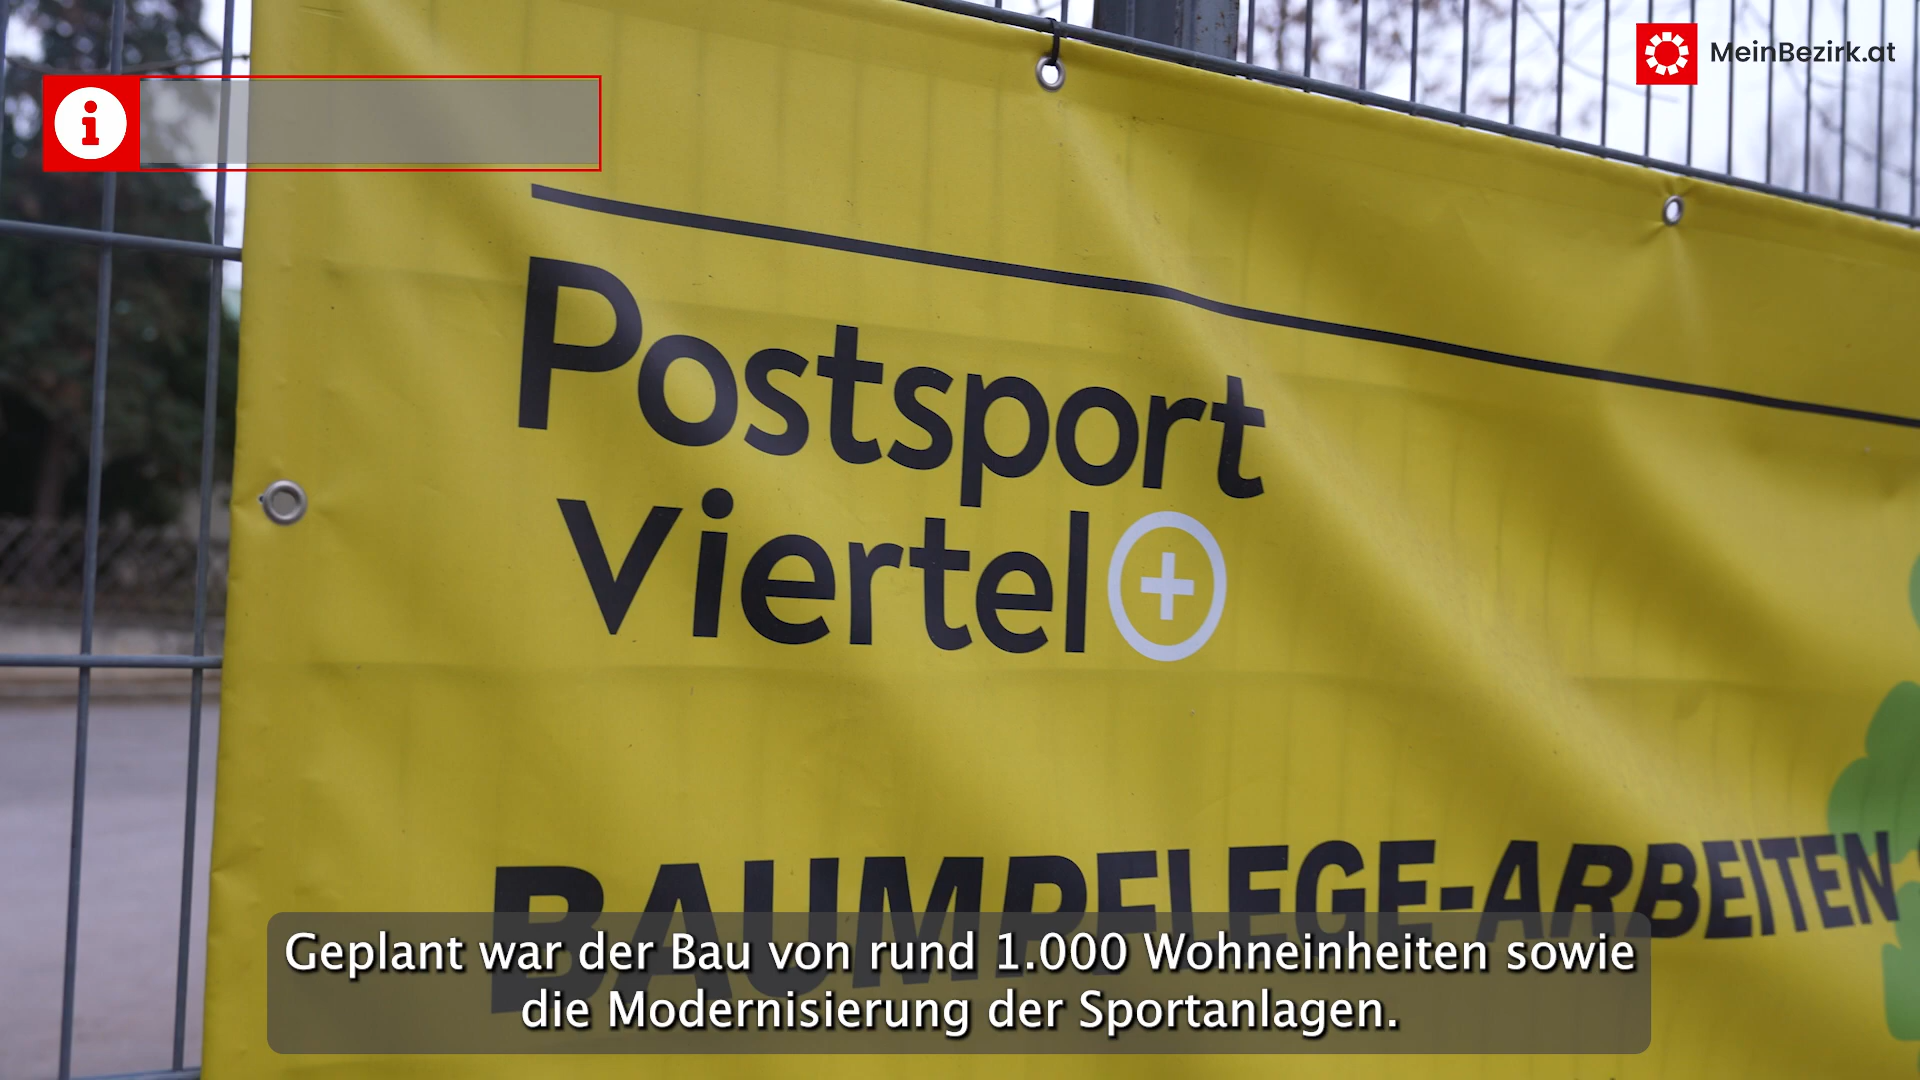 MeinBezirk.at
Postsport
viertel+
BAUMPFLEGE-ARBEITEN
Geplant war der Bau von rund 1.000 Wohneinheiten sowie
die Modernisierung der Sportanlagen.